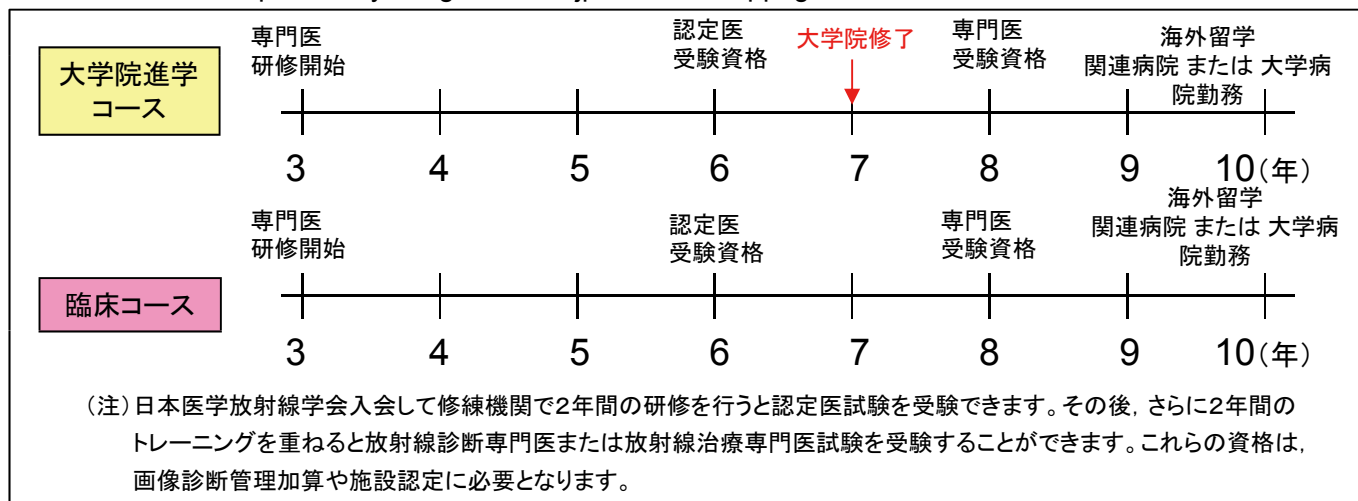 専門医
研修開始
認定医
受験資格
大学院修了
専門医
受験資格
海外留学
関連病院 または 大学病
院勤務
大学院進学
コース
3 4 5 6 7 8 9 10(年)
専門医
研修開始
認定医
受験資格
専門医
受験資格
海外留学
関連病院 または 大学病
院勤務
臨床コース
3 4 5 6 7 8 9 10(年)
(注)日本医学放射線学会入会して修練機関で2年間の研修を行うと認定医試験を受験できます。その後,さらに2年間の
トレーニングを重ねると放射線診断専門医または放射線治療専門医試験を受験することができます。これらの資格は,
画像診断管理加算や施設認定に必要となります。